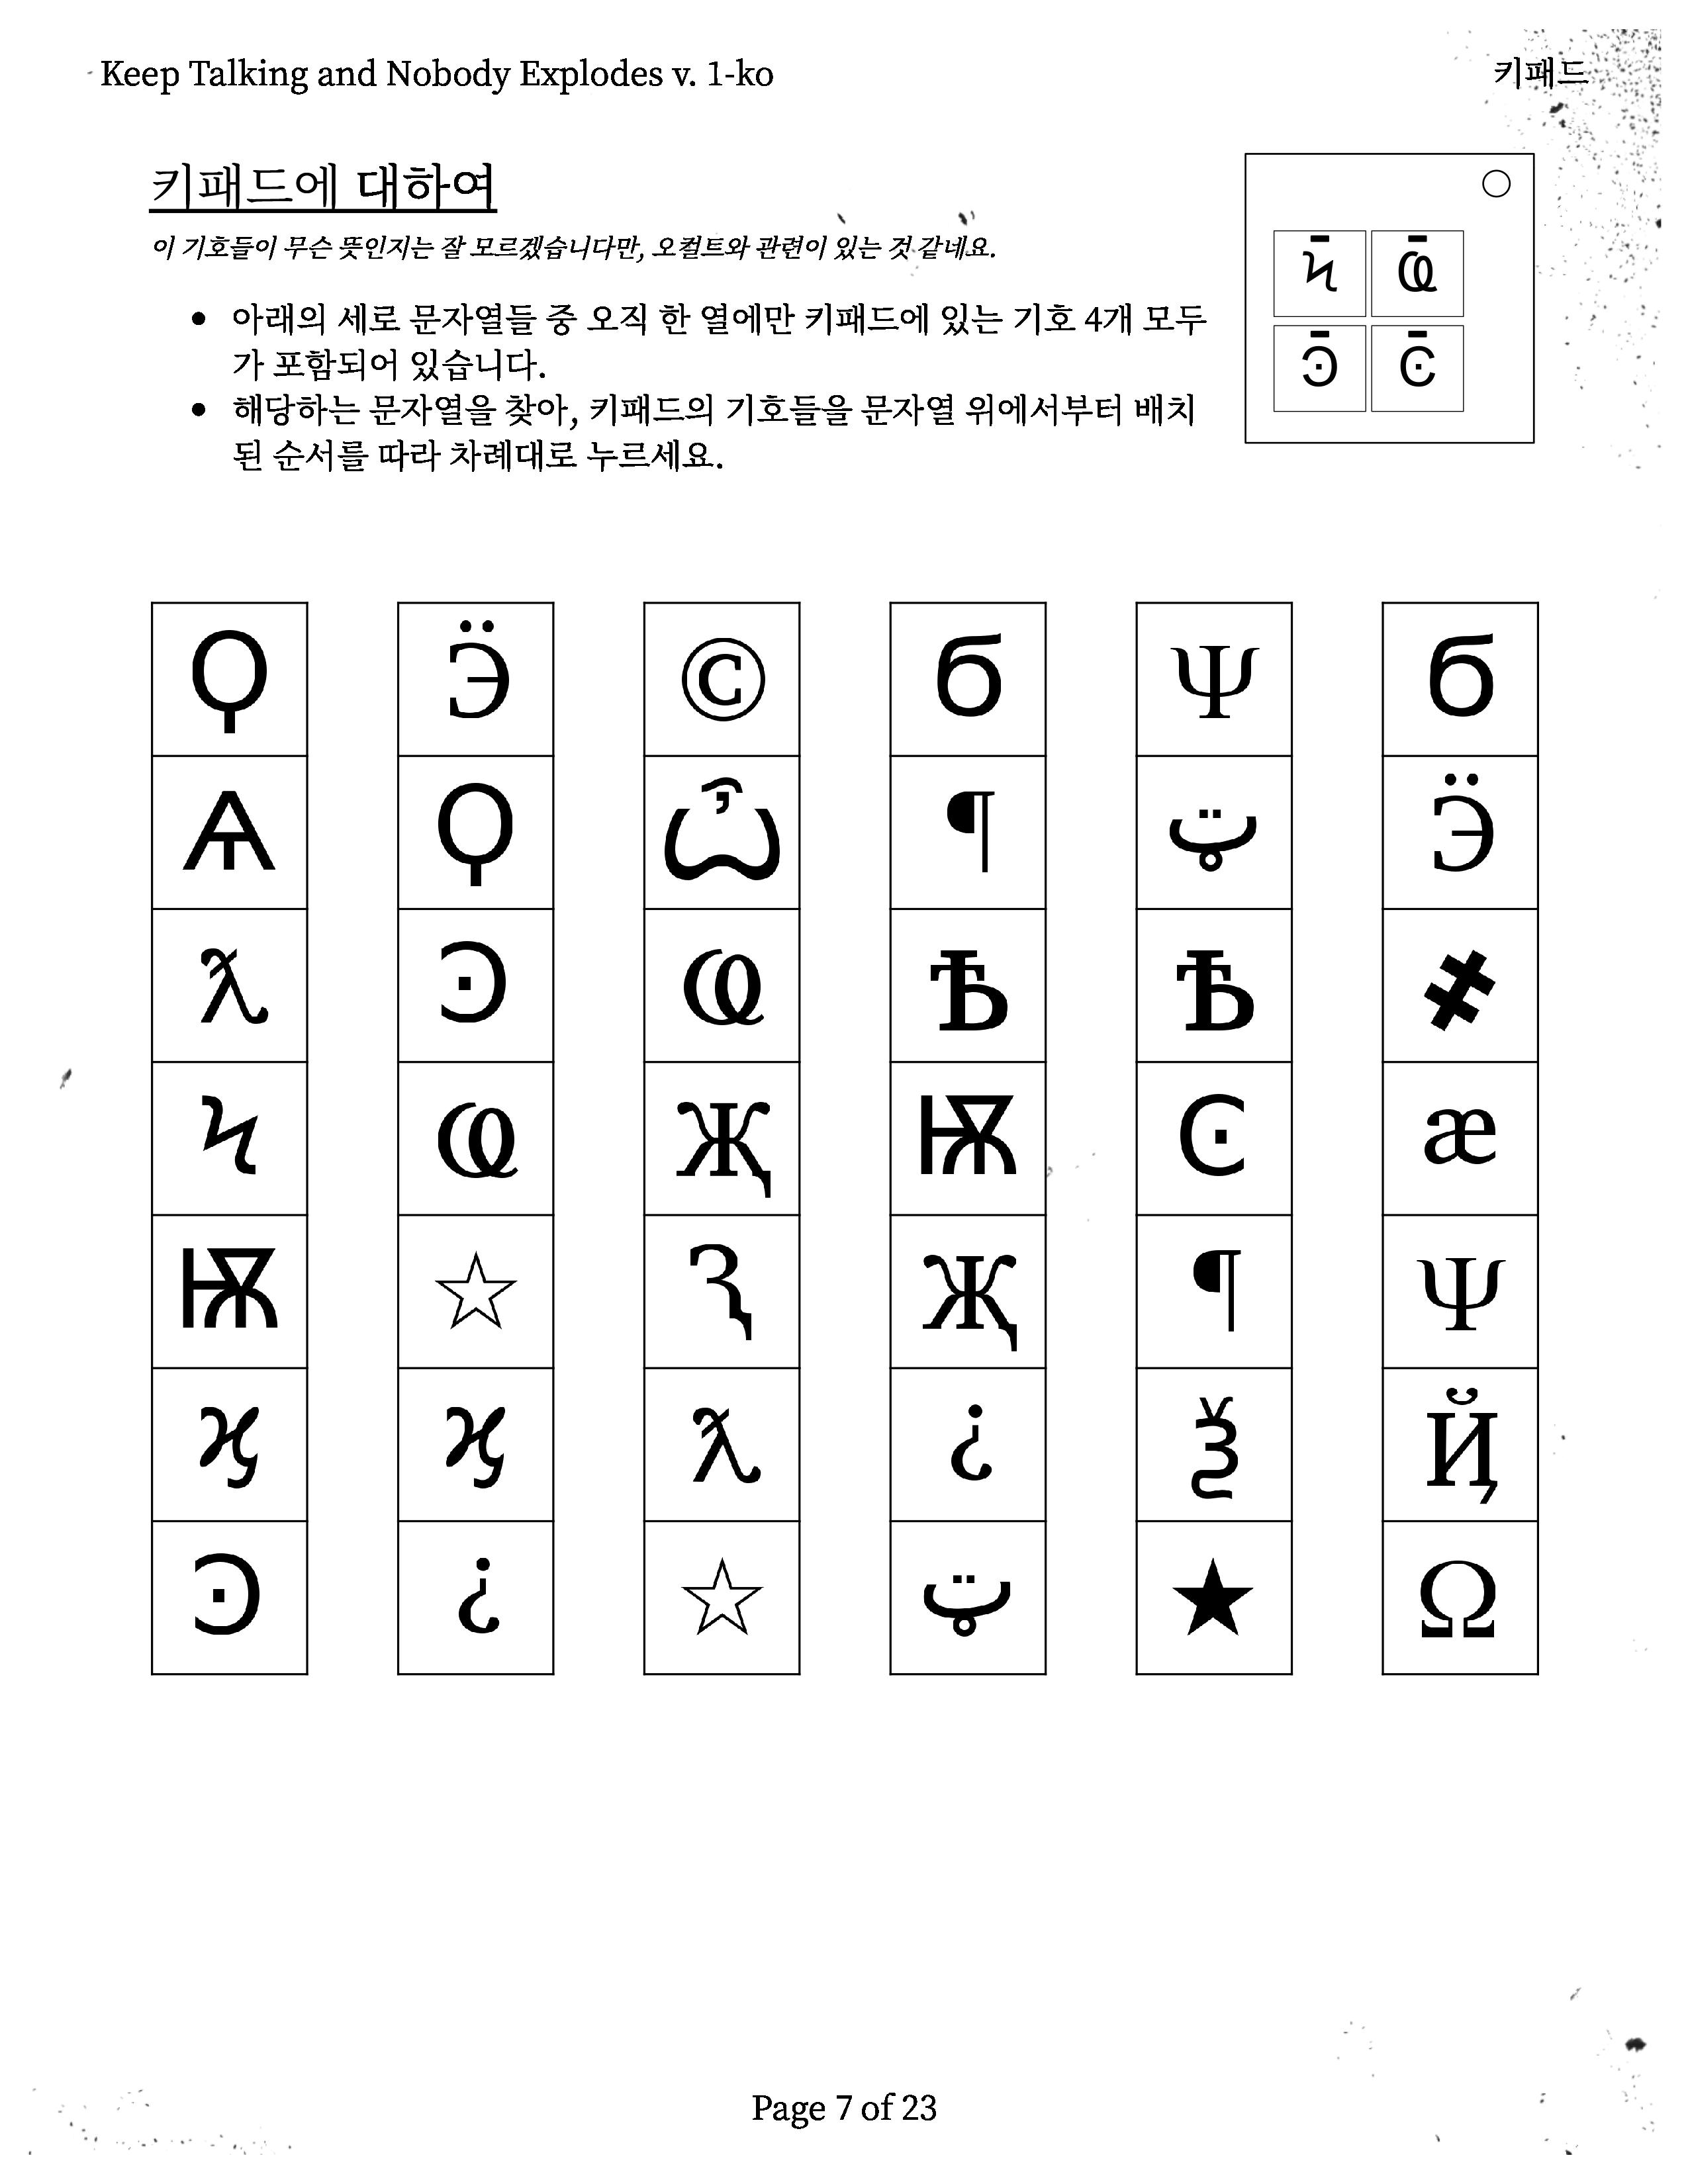 Keep Talking and Nobody Explodes v. 1-ko
키패드
키패드에 대하여
이 기호들이 무슨 뜻인지는 잘 모르겠습니다만, 오컬트와 관련이 있는 것 같네요.
● 아래의 세로 문자열들 중 오직 한 열에만 키패드에 있는 기호 4개 모두
가 포함되어 있습니다.
● 해당하는 문자열을 찾아, 키패드의 기호들을 문자열 위에서부터 배치
된 순서를 따라 차례대로 누르세요.
Ϟ Ҩ
Ͽ Ͼ
Ϙ Ӭ © Ϭ Ψ Ϭ
Ѧ Ϙ Ѽ ¶ ټ Ӭ
ƛ Ͽ Ҩ Ѣ Ѣ ҂
Ϟ Ҩ Җ Ѭ Ͼ æ
Ѭ ☆ Ԇ Җ ¶ Ψ
ϗ ϗ ƛ ¿ Ѯ Ҋ
Ͽ ¿ ☆ ټ ★ Ω
Page 7 of 23